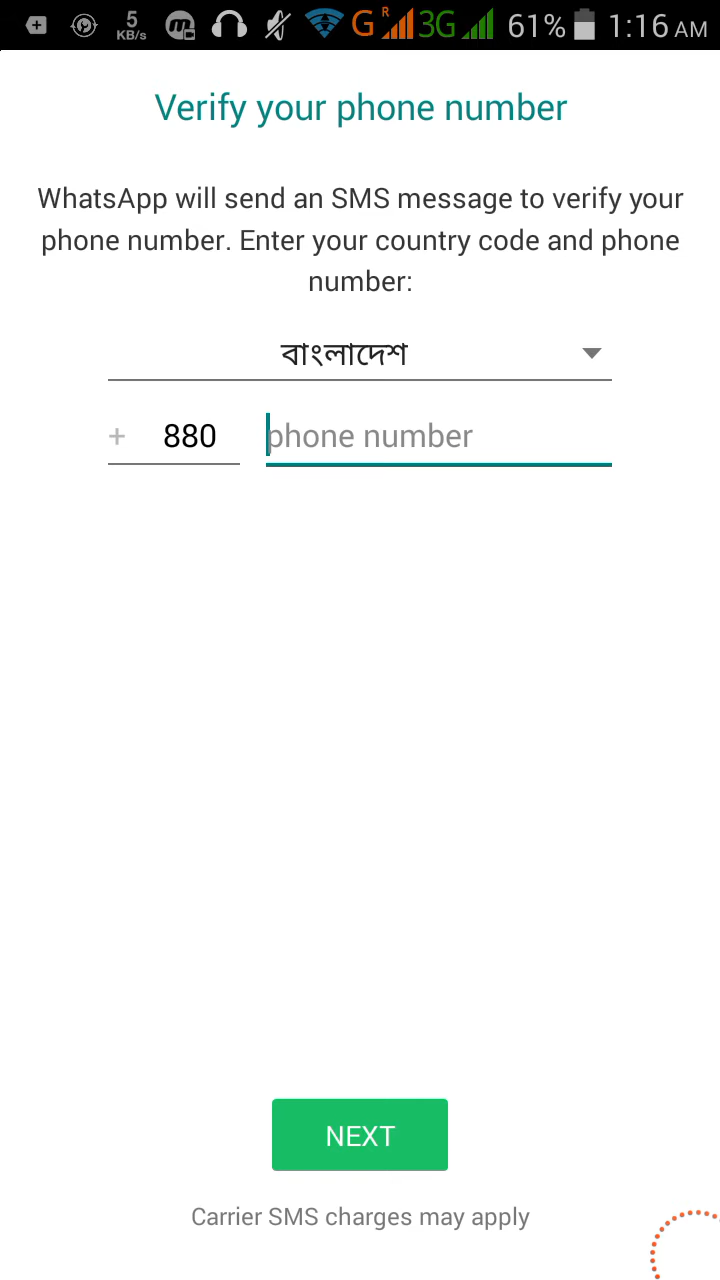 5 KB/s G R 3G 61% 1:16 AM
Verify your phone number
WhatsApp will send an SMS message to verify your
phone number. Enter your country code and phone
number:
বাংলাদেশ
+ 880 phone number
NEXT
Carrier SMS charges may apply